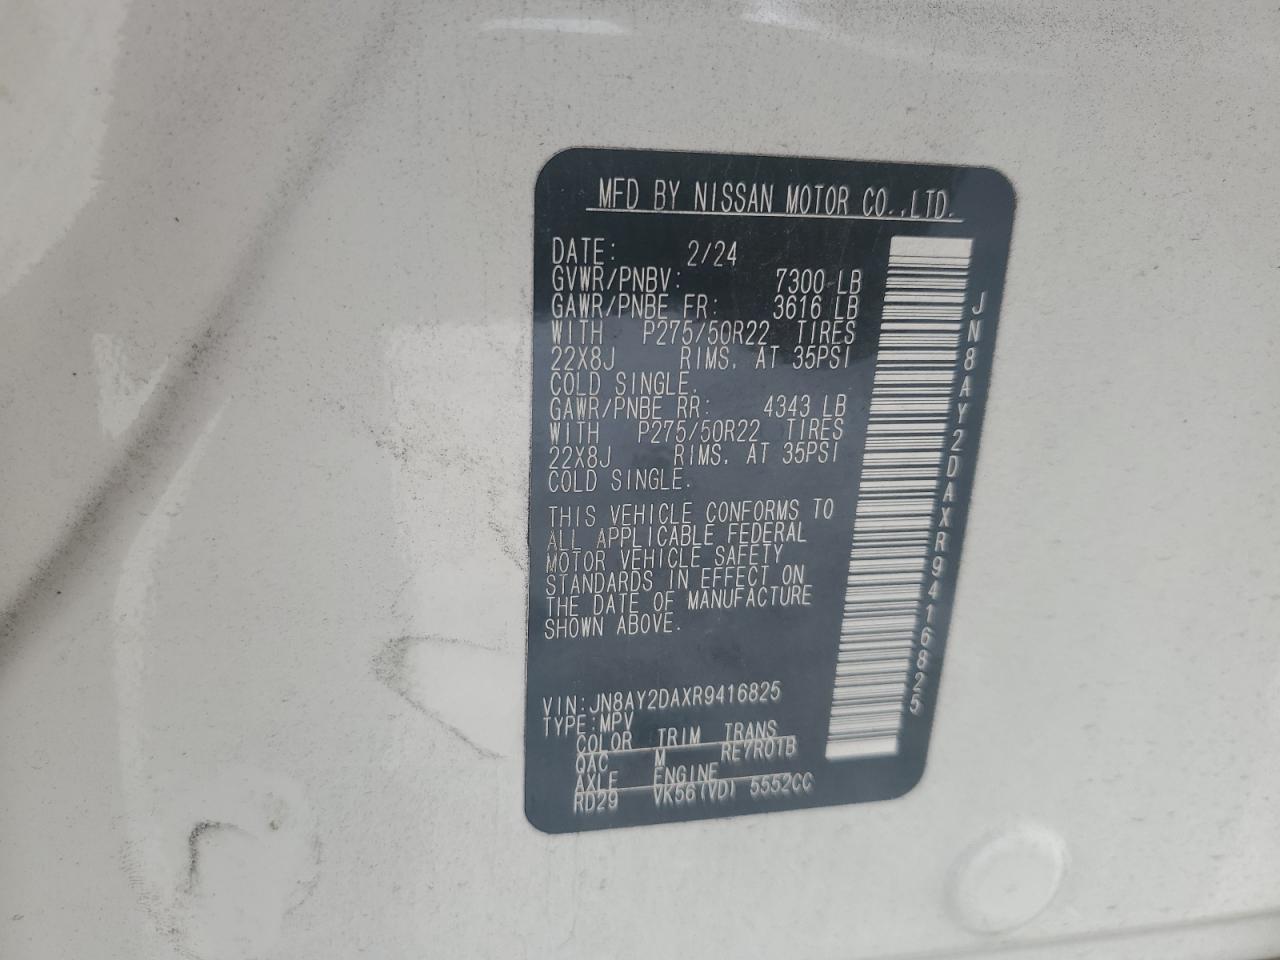 MFD BY NISSAN MOTOR CO.,LTD.
DATE: 2/24
GVWR/PNBV: 7300 LB
GAWR/PNBE FR: 3616 LB
WITH P275/50R22 TIRES
22X8J RIMS, AT 35PSI
COLD SINGLE.
GAWR/PNBE RR: 4343 LB
WITH P275/50R22 TIRES
22X8J RIMS, AT 35PSI
COLD SINGLE.
THIS VEHICLE CONFORMS TO
ALL APPLICABLE FEDERAL
MOTOR VEHICLE SAFETY
STANDARDS IN EFFECT ON
THE DATE OF MANUFACTURE
SHOWN ABOVE.
VIN:JN8AY2DAXR9416825
TYPE:MPV
COLOR TRIM TRANS
QAC M RE7R01B
AXLE ENGINE
RD29 VK56(VD) 5552CC
JN8AY2DAXR9416825